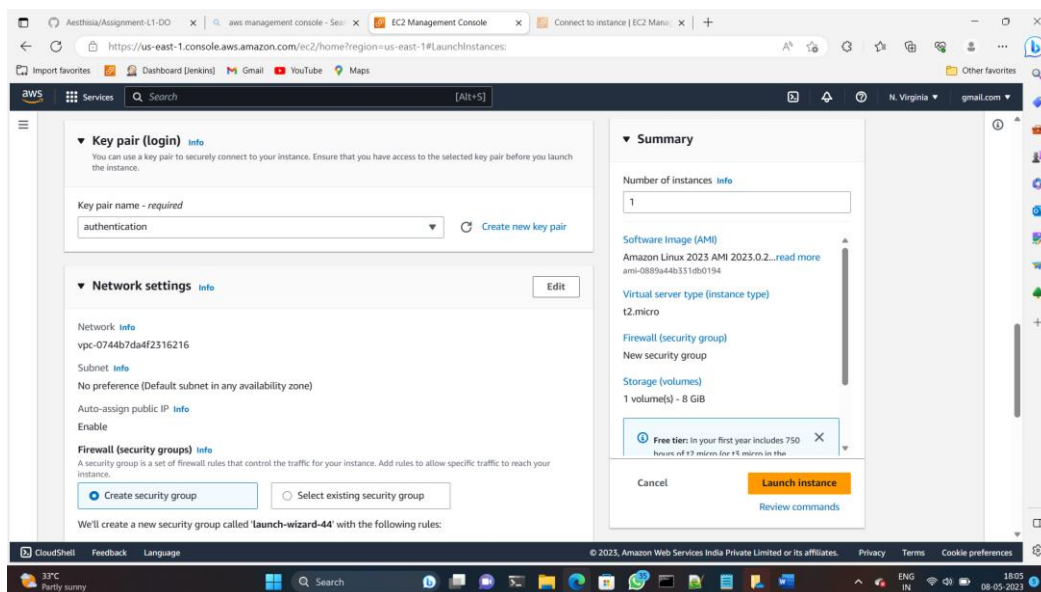 Aesthisia/Assignment-L1-DO
aws management console - Sea
EC2 Management Console
Connect to instance | EC2 Mana
https://us-east-1.console.aws.amazon.com/ec2/home?region=us-east-1#LaunchInstances:
Import favorites
Dashboard [Jenkins]
Gmail
YouTube
Maps
Other favorites
aws
Services
Search
[Alt+S]
N. Virginia
gmail.com
Key pair (login) Info
You can use a key pair to securely connect to your instance. Ensure that you have access to the selected key pair before you launch
the instance.
Key pair name - required
authentication
Create new key pair
Network settings Info
Edit
Network Info
vpc-0744b7da4f2316216
Subnet Info
No preference (Default subnet in any availability zone)
Auto-assign public IP Info
Enable
Firewall (security groups) Info
A security group is a set of firewall rules that control the traffic for your instance. Add rules to allow specific traffic to reach your
instance.
Create security group
Select existing security group
We'll create a new security group called 'launch-wizard-44' with the following rules:
Summary
Number of instances Info
1
Software Image (AMI)
Amazon Linux 2023 AMI 2023.0.2...read more
ami-0889a44b331db0194
Virtual server type (instance type)
t2.micro
Firewall (security group)
New security group
Storage (volumes)
1 volume(s) - 8 GiB
Free tier: In your first year includes 750
hours of t2.micro (or t3.micro in the
Cancel
Launch instance
Review commands
CloudShell
Feedback
Language
© 2023, Amazon Web Services India Private Limited or its affiliates.
Privacy
Terms
Cookie preferences
33°C
Partly sunny
Search
ENG
IN
18:05
08-05-2023